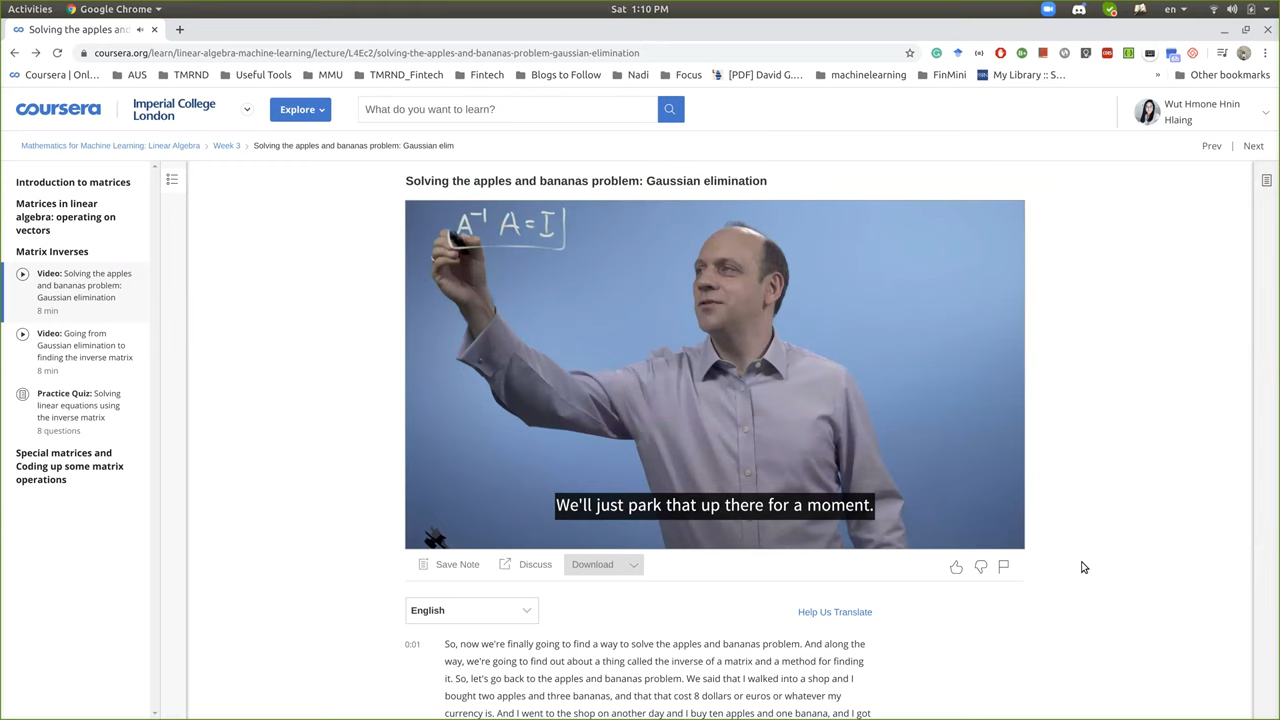 Activities
Google Chrome
Sat 1:10 PM
en
Solving the apples and
coursera.org/learn/linear-algebra-machine-learning/lecture/L4Ec2/solving-the-apples-and-bananas-problem-gaussian-elimination
Coursera | Onl...
AUS
TMRND
Useful Tools
MMU
TMRND_Fintech
Fintech
Blogs to Follow
Nadi
Focus
[PDF] David G....
machinelearning
FinMini
My Library :: S...
»
Other bookmarks
coursera
Imperial College
London
Explore
What do you want to learn?
Wut Hmone Hnin
Hlaing
Mathematics for Machine Learning: Linear Algebra > Week 3 > Solving the apples and bananas problem: Gaussian elim
Prev | Next
Introduction to matrices
Matrices in linear
algebra: operating on
vectors
Matrix Inverses
Video: Solving the apples
and bananas problem:
Gaussian elimination
8 min
Video: Going from
Gaussian elimination to
finding the inverse matrix
8 min
Practice Quiz: Solving
linear equations using
the inverse matrix
8 questions
Special matrices and
Coding up some matrix
operations
Solving the apples and bananas problem: Gaussian elimination
A⁻¹ A = I
We'll just park that up there for a moment.
Save Note
Discuss
Download
English
Help Us Translate
0:01
So, now we're finally going to find a way to solve the apples and bananas problem. And along the
way, we're going to find out about a thing called the inverse of a matrix and a method for finding
it. So, let's go back to the apples and bananas problem. We said that I walked into a shop and I
bought two apples and three bananas, and that that cost 8 dollars or euros or whatever my
currency is. And I went to the shop on another day and I buy ten apples and one banana, and I got